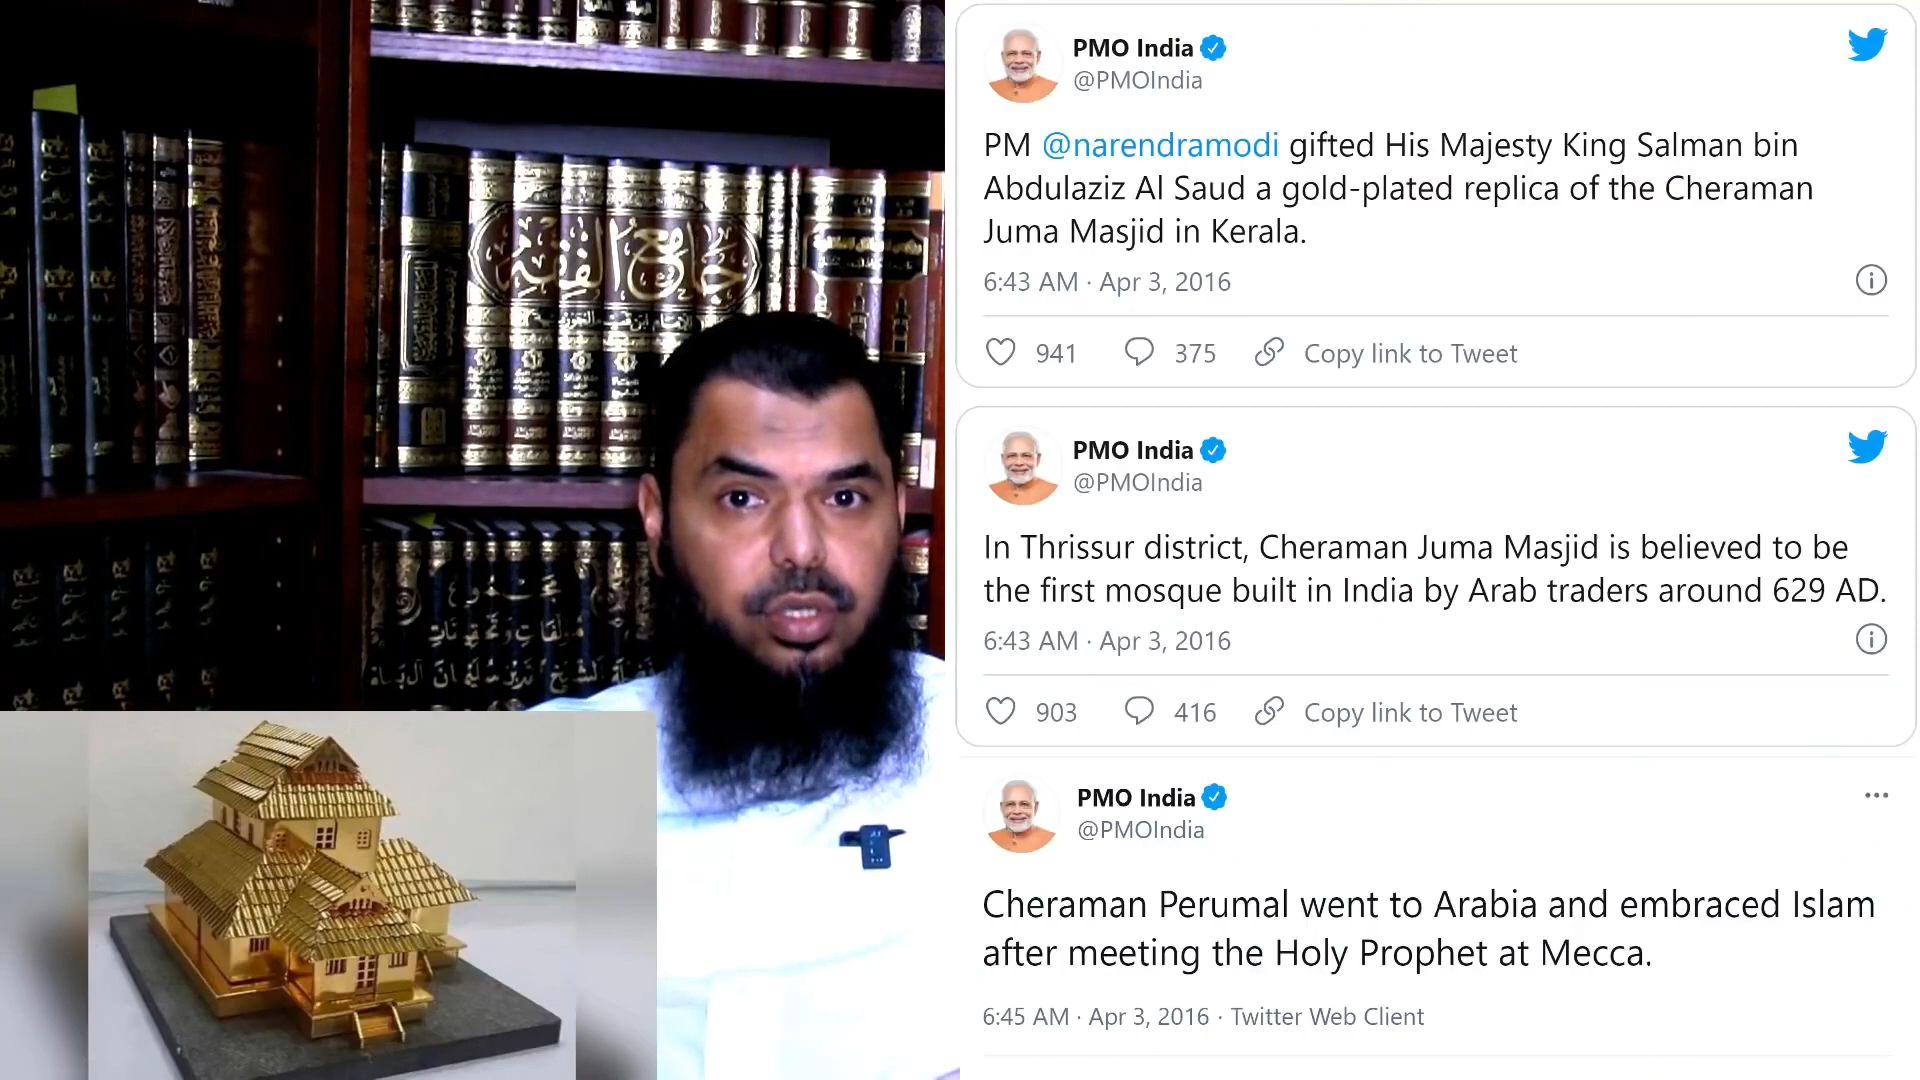 جامع الفقه
مجموع
مؤلفات وتحقيقات
PMO India
@PMOIndia
PM @narendramodi gifted His Majesty King Salman bin
Abdulaziz Al Saud a gold-plated replica of the Cheraman
Juma Masjid in Kerala.
6:43 AM · Apr 3, 2016
941 375 Copy link to Tweet
PMO India
@PMOIndia
In Thrissur district, Cheraman Juma Masjid is believed to be
the first mosque built in India by Arab traders around 629 AD.
6:43 AM · Apr 3, 2016
903 416 Copy link to Tweet
PMO India
@PMOIndia
Cheraman Perumal went to Arabia and embraced Islam
after meeting the Holy Prophet at Mecca.
6:45 AM · Apr 3, 2016 · Twitter Web Client